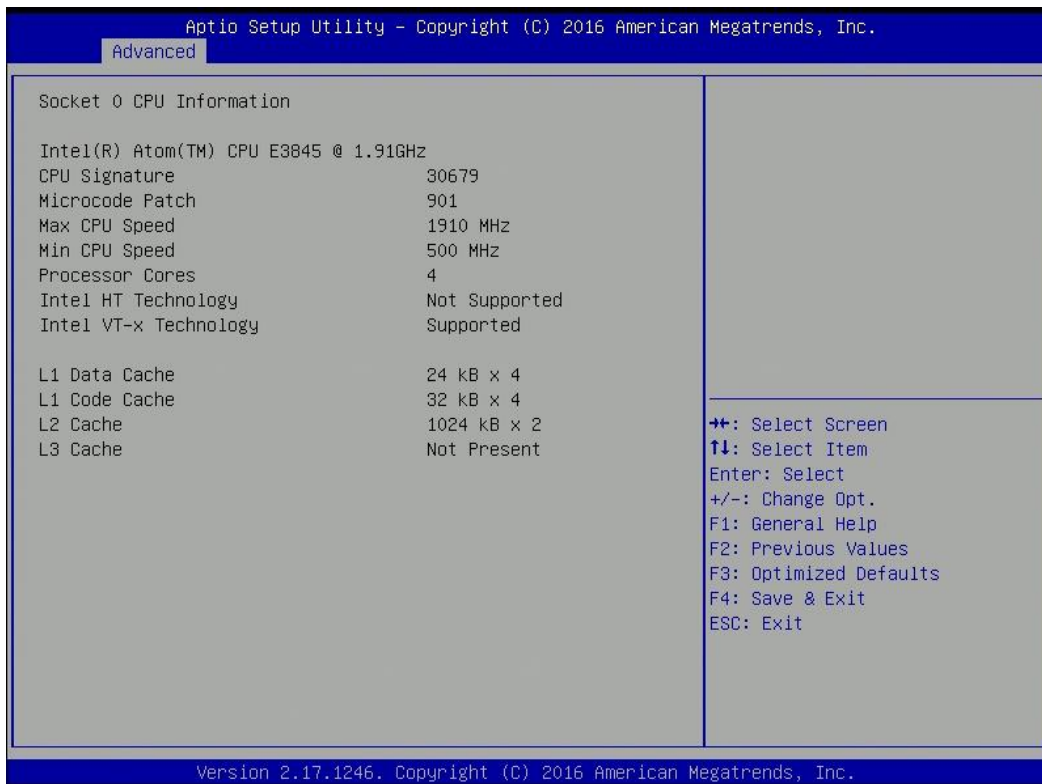 Aptio Setup Utility – Copyright (C) 2016 American Megatrends, Inc.
Advanced
Socket 0 CPU Information
Intel(R) Atom(TM) CPU E3845 @ 1.91GHz
CPU Signature 30679
Microcode Patch 901
Max CPU Speed 1910 MHz
Min CPU Speed 500 MHz
Processor Cores 4
Intel HT Technology Not Supported
Intel VT-x Technology Supported
L1 Data Cache 24 kB x 4
L1 Code Cache 32 kB x 4
L2 Cache 1024 kB x 2
L3 Cache Not Present
→←: Select Screen
↑↓: Select Item
Enter: Select
+/-: Change Opt.
F1: General Help
F2: Previous Values
F3: Optimized Defaults
F4: Save & Exit
ESC: Exit
Version 2.17.1246. Copyright (C) 2016 American Megatrends, Inc.